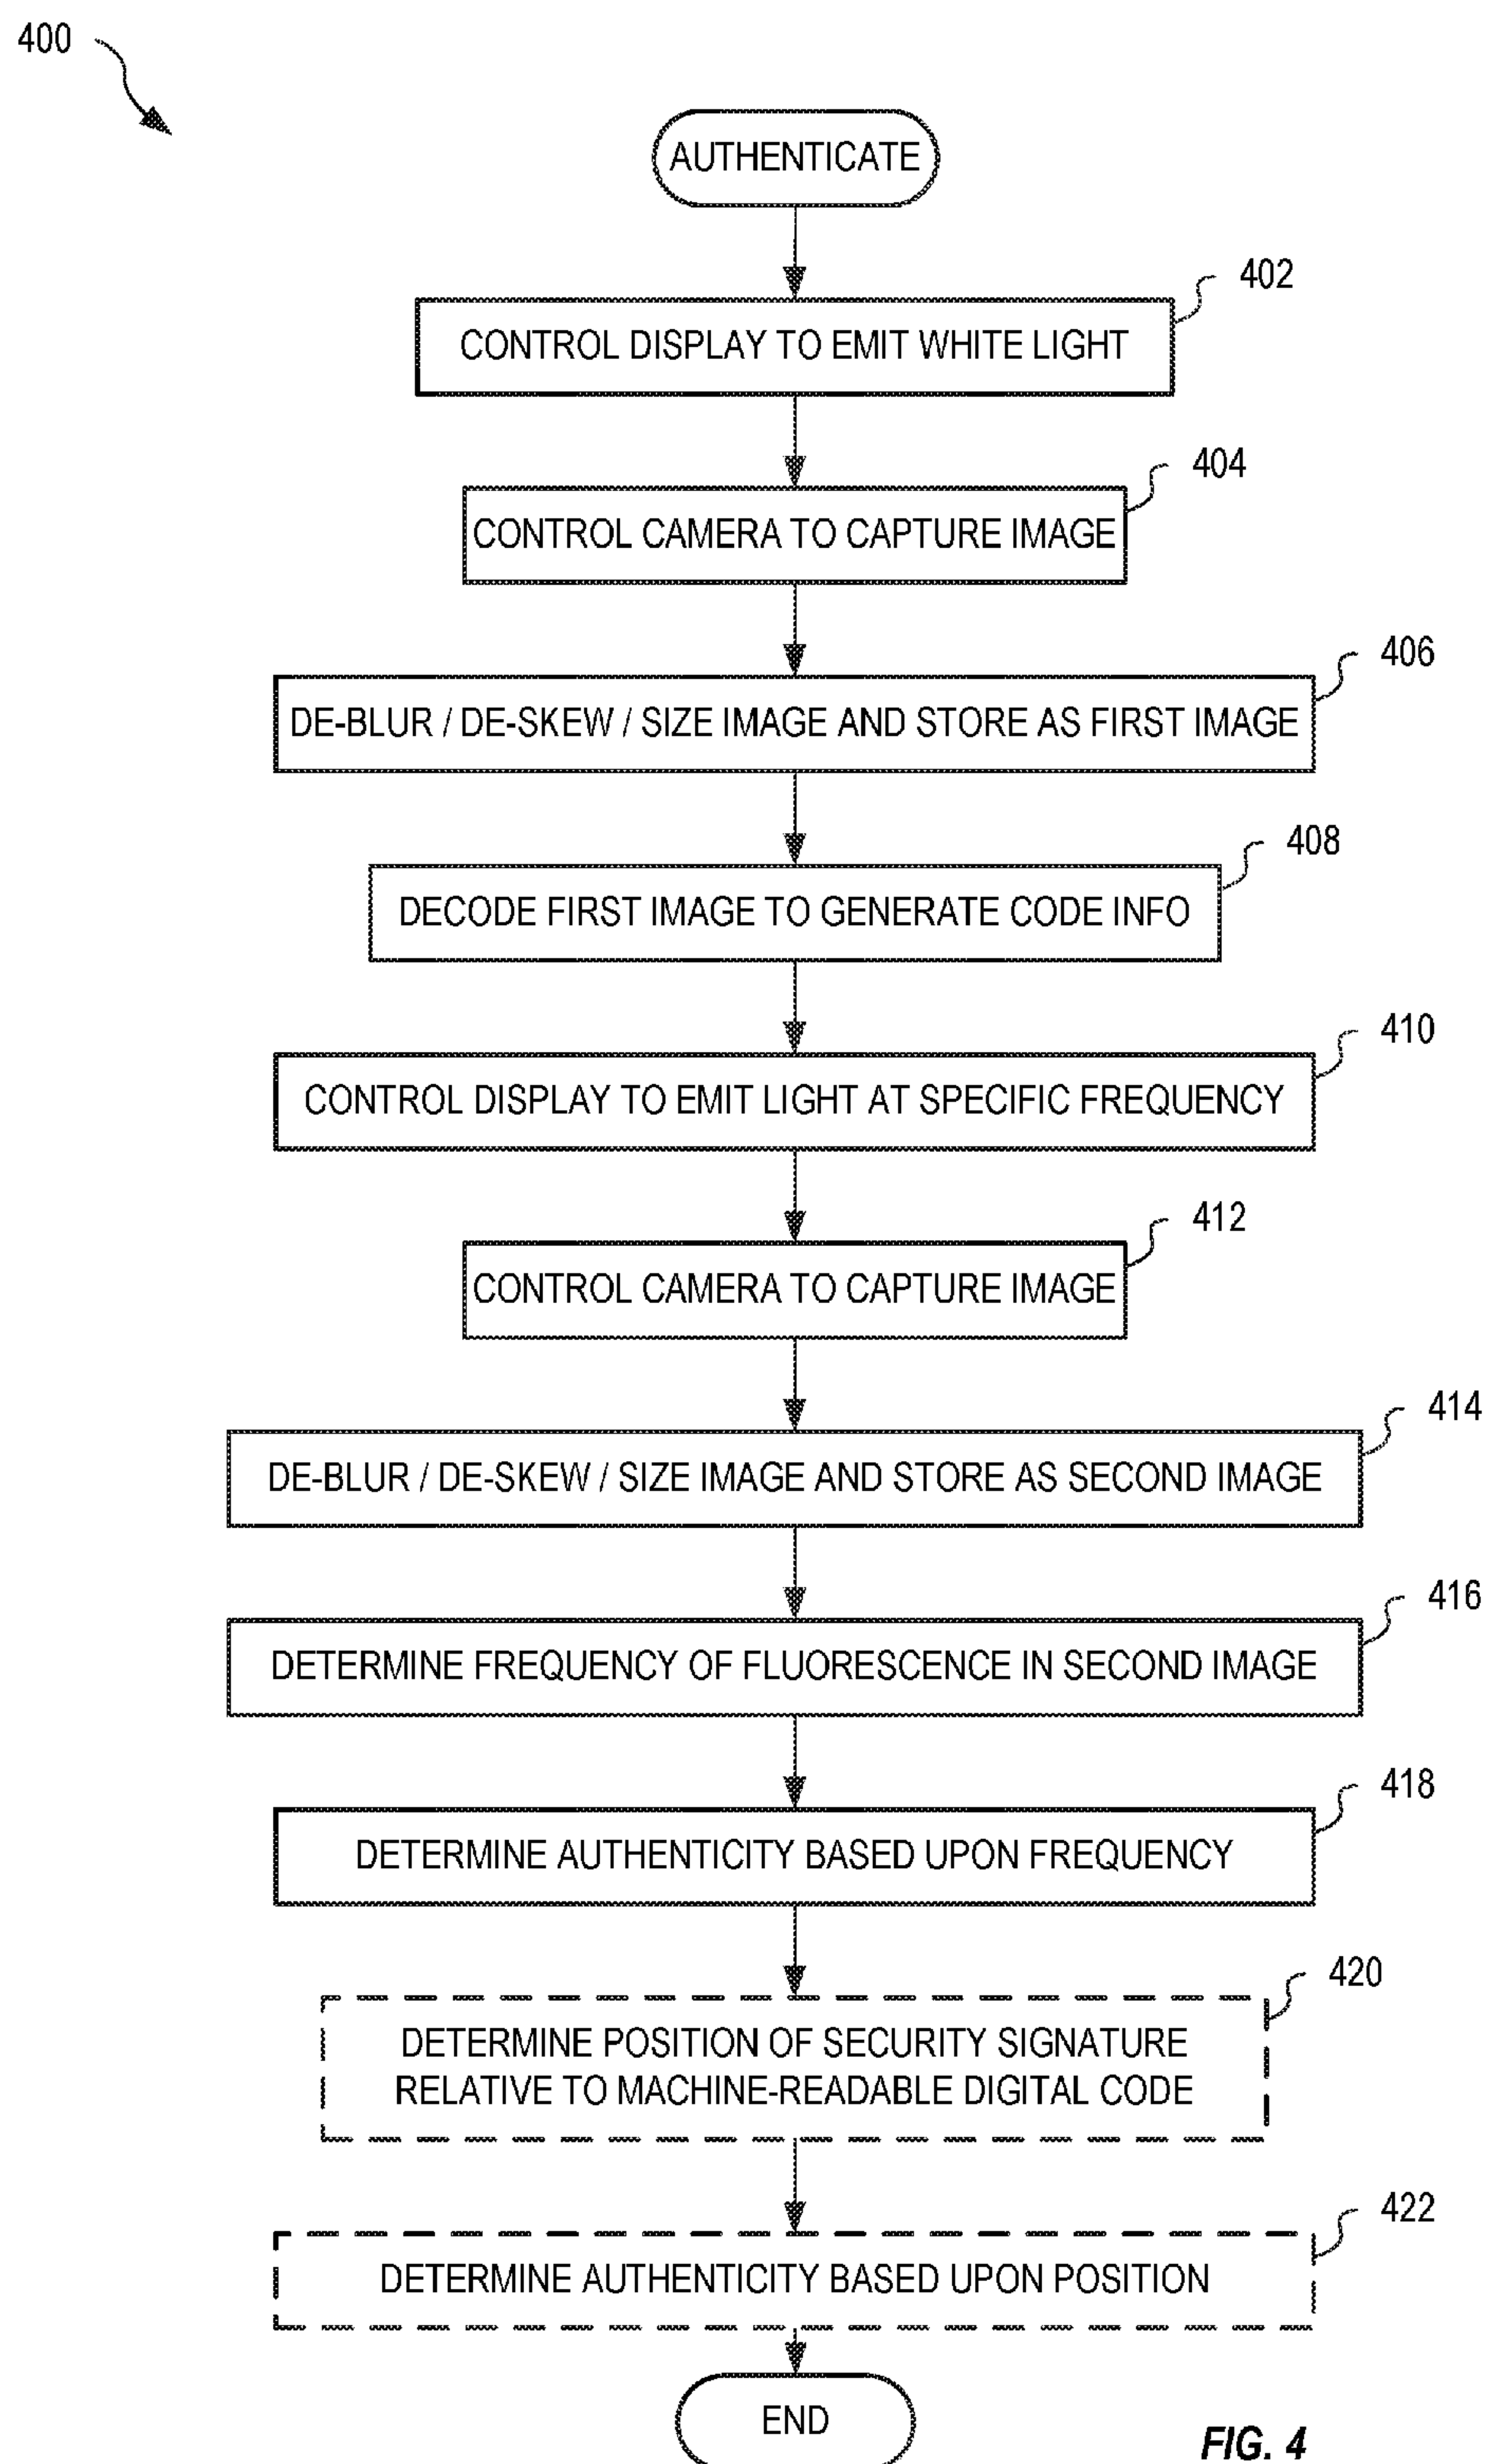 400
AUTHENTICATE
402
CONTROL DISPLAY TO EMIT WHITE LIGHT
404
CONTROL CAMERA TO CAPTURE IMAGE
406
DE-BLUR / DE-SKEW / SIZE IMAGE AND STORE AS FIRST IMAGE
408
DECODE FIRST IMAGE TO GENERATE CODE INFO
410
CONTROL DISPLAY TO EMIT LIGHT AT SPECIFIC FREQUENCY
412
CONTROL CAMERA TO CAPTURE IMAGE
414
DE-BLUR / DE-SKEW / SIZE IMAGE AND STORE AS SECOND IMAGE
416
DETERMINE FREQUENCY OF FLUORESCENCE IN SECOND IMAGE
418
DETERMINE AUTHENTICITY BASED UPON FREQUENCY
420
DETERMINE POSITION OF SECURITY SIGNATURE
RELATIVE TO MACHINE-READABLE DIGITAL CODE
422
DETERMINE AUTHENTICITY BASED UPON POSITION
END
FIG. 4